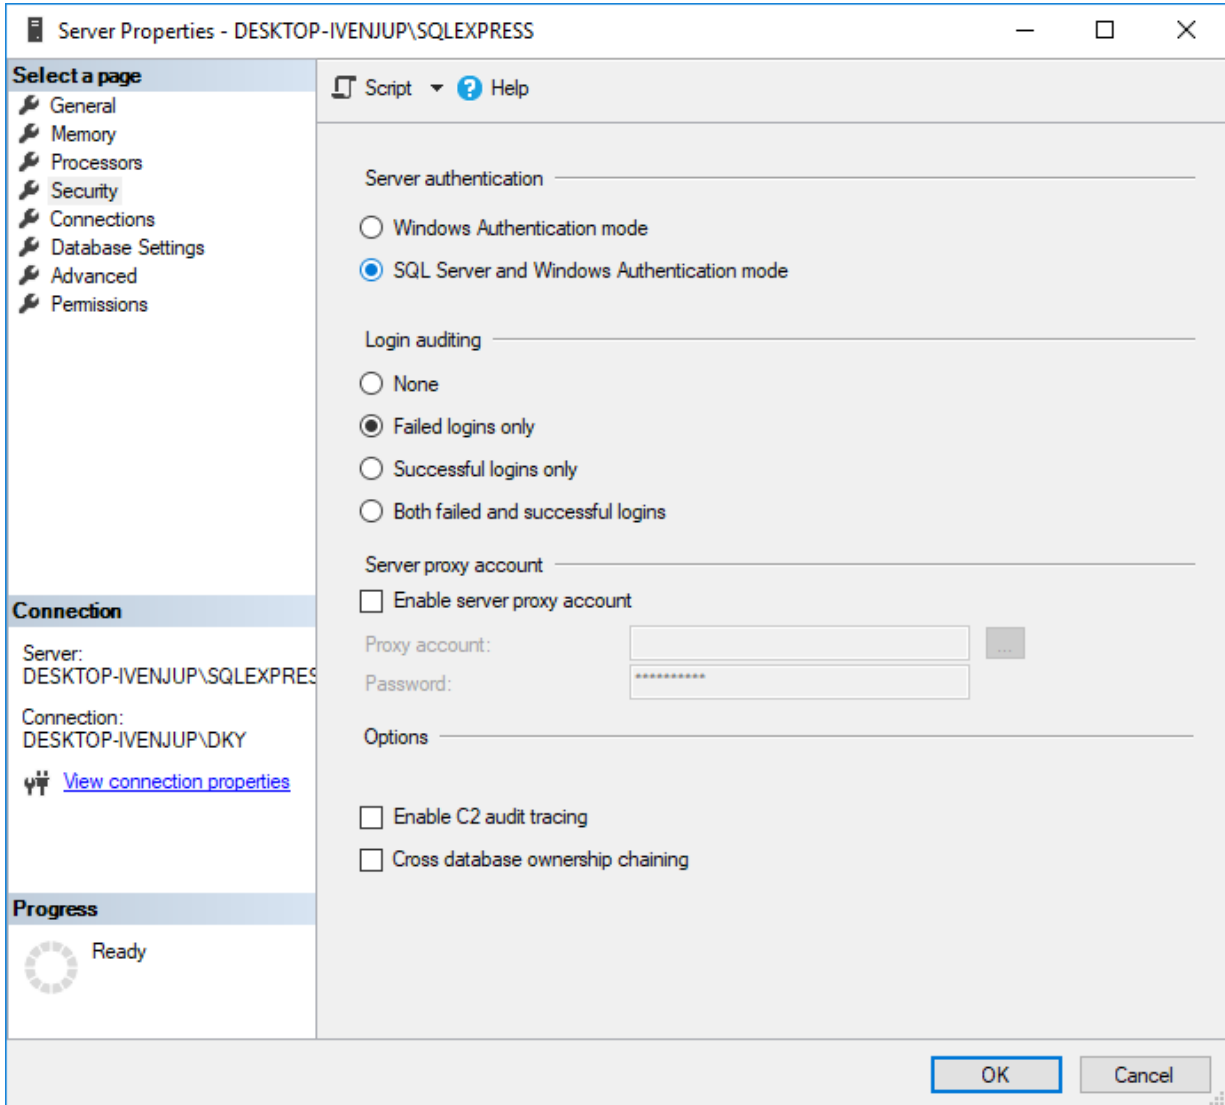 Server Properties - DESKTOP-IVENJUP\SQLEXPRESS
Select a page
General
Memory
Processors
Security
Connections
Database Settings
Advanced
Permissions
Script
Help
Server authentication
Windows Authentication mode
SQL Server and Windows Authentication mode
Login auditing
None
Failed logins only
Successful logins only
Both failed and successful logins
Server proxy account
Enable server proxy account
Proxy account:
...
Password:
**********
Options
Enable C2 audit tracing
Cross database ownership chaining
Connection
Server:
DESKTOP-IVENJUP\SQLEXPRES
Connection:
DESKTOP-IVENJUP\DKY
View connection properties
Progress
Ready
OK
Cancel